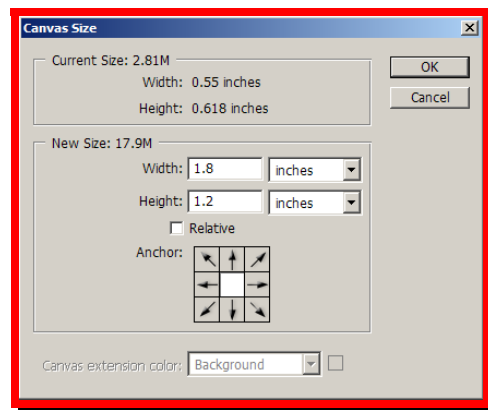 Canvas Size
Current Size: 2.81M
Width: 0.55 inches
Height: 0.618 inches
OK
Cancel
New Size: 17.9M
Width: 1.8 inches
Height: 1.2 inches
Relative
Anchor:
Canvas extension color: Background